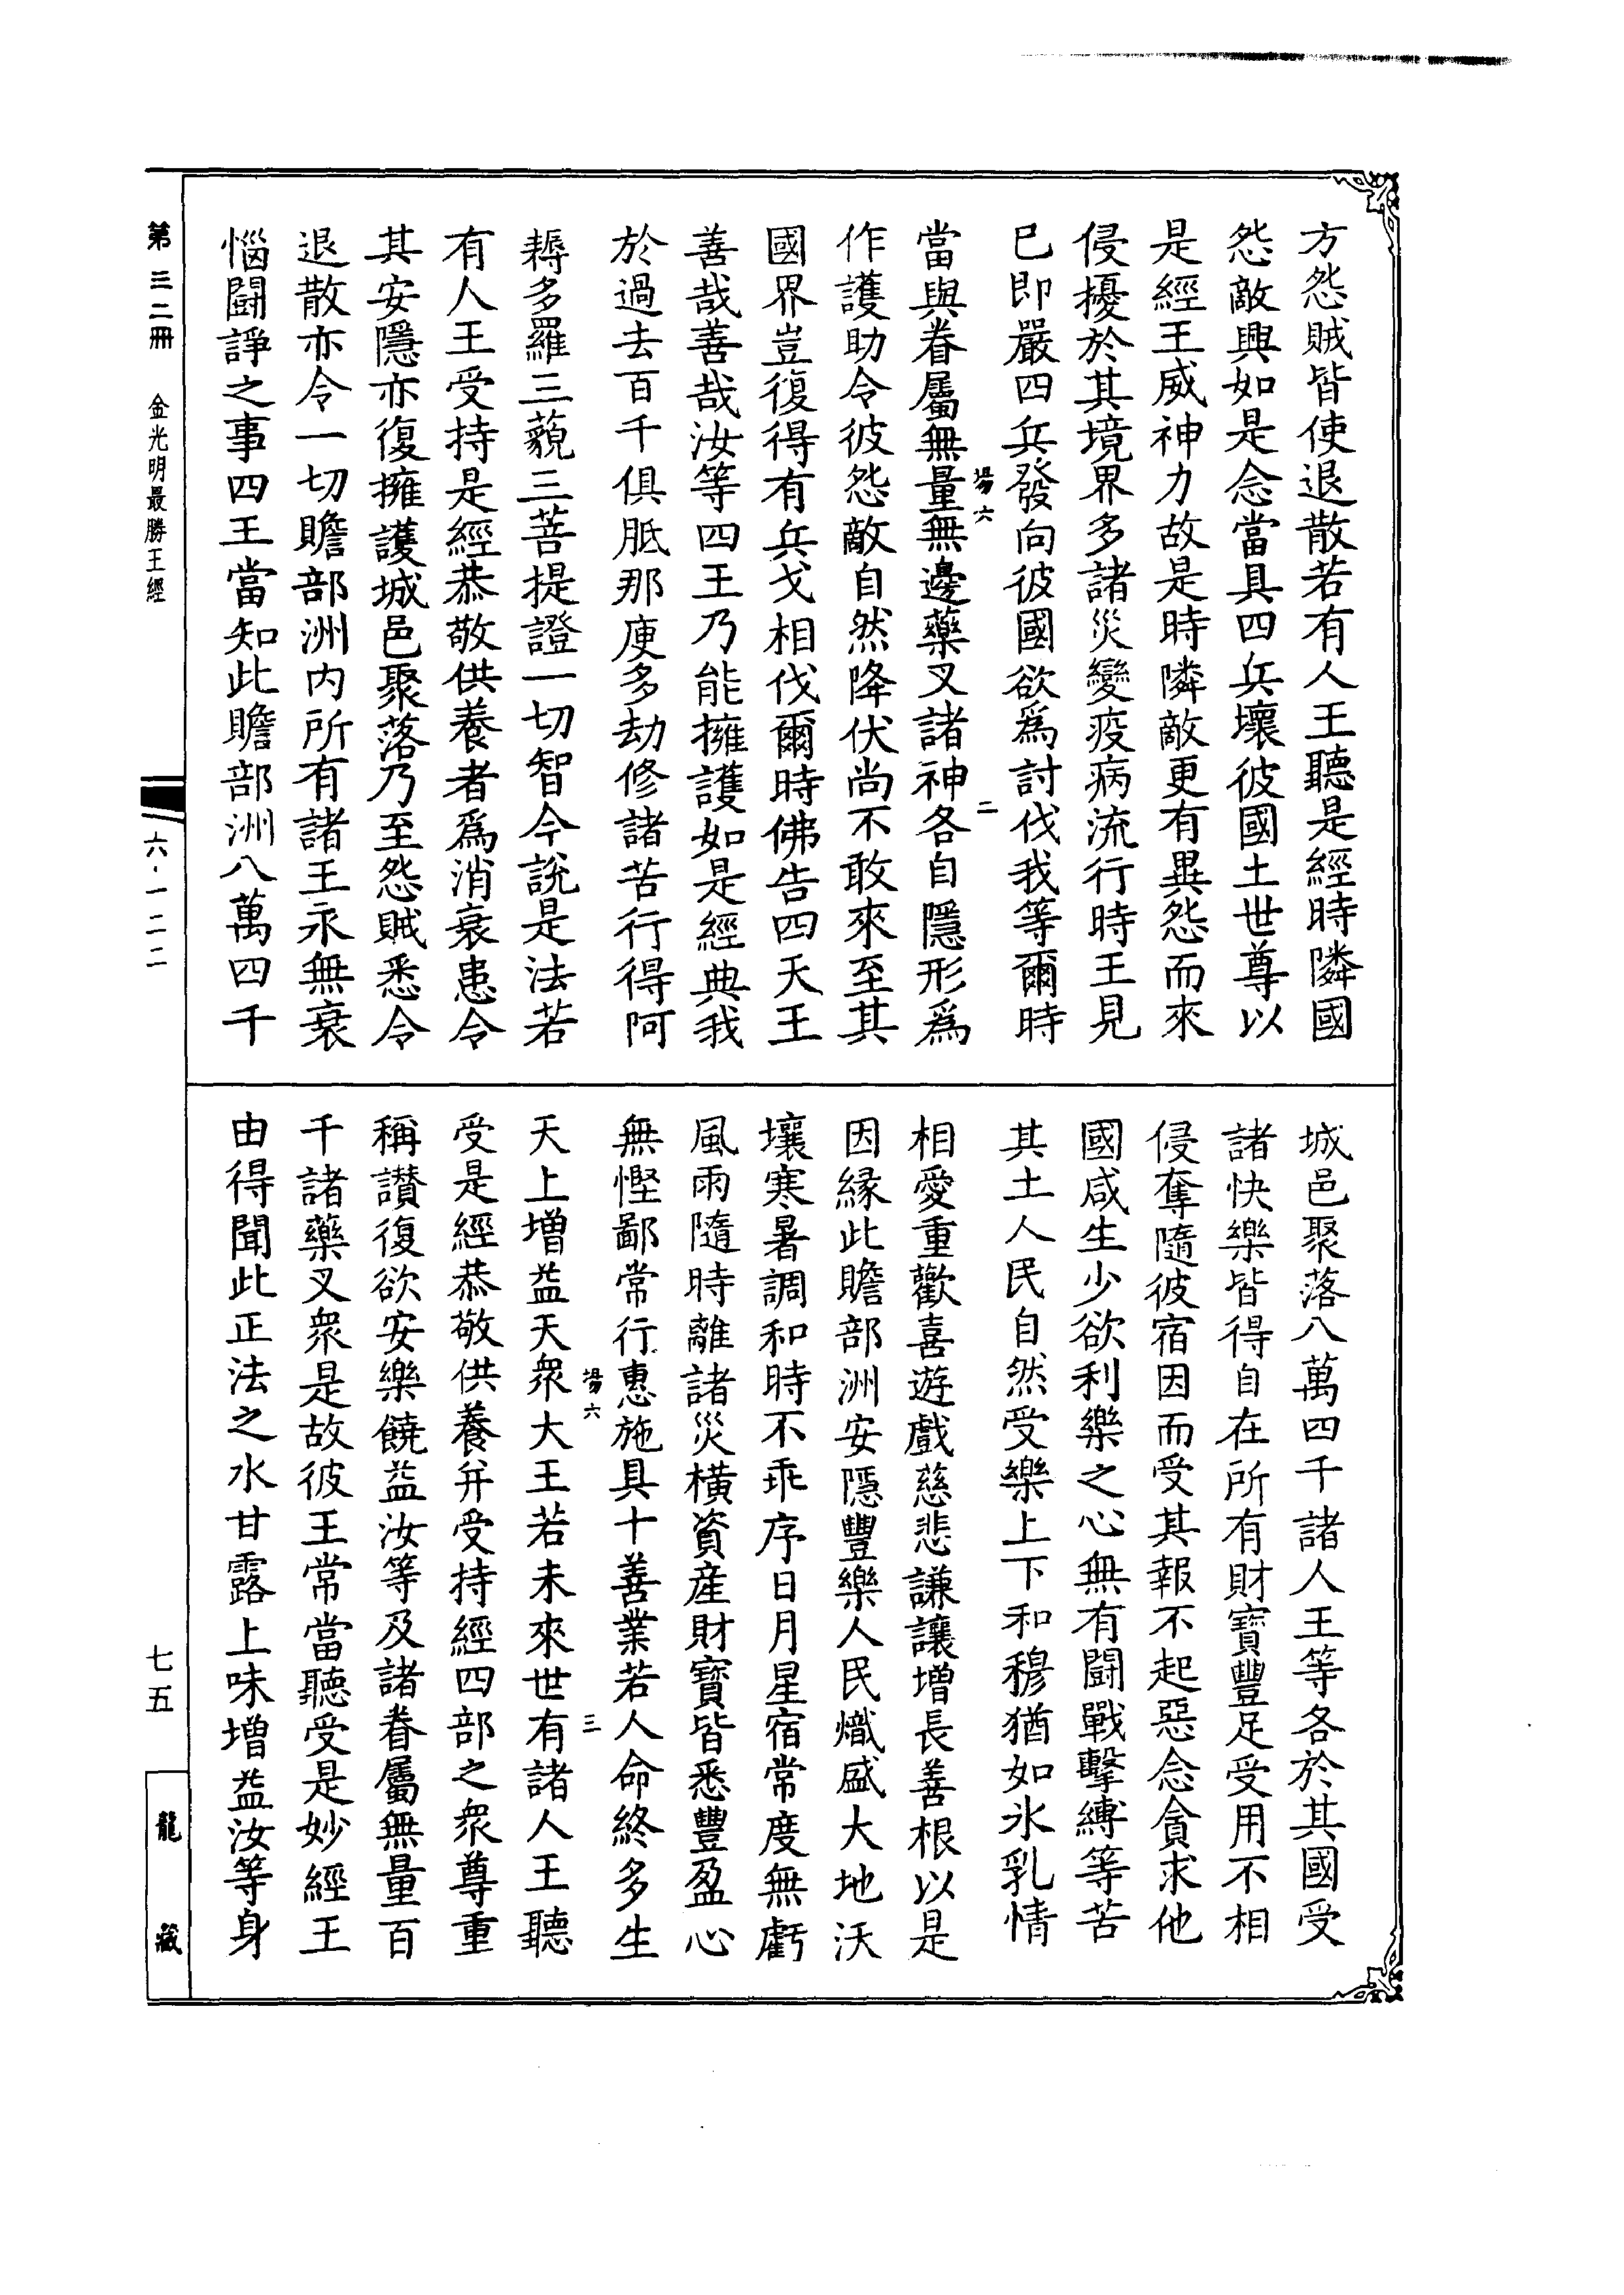 方怨賊皆使退散若有人王聽是經時隣國
怨敵興如是念當具四兵壞彼國土世尊以
是經王威神力故是時隣敵更有異怨而來
侵擾於其境界多諸災變疫病流行時王見
已即嚴四兵發向彼國欲為討伐我等爾時
當與眷屬無量無邊藥叉諸神各自隱形為
作護助令彼怨敵自然降伏尚不敢來至其
國界豈復得有兵戈相伐爾時佛告四天王
善哉善哉汝等四王乃能擁護如是經典我
於過去百千俱胝那庾多劫修諸苦行得阿
耨多羅三藐三菩提證一切智今說是法若
有人王受持是經恭敬供養者為消衰患令
其安隱亦復擁護城邑聚落乃至怨賊悉令
退散亦令一切贍部洲內所有諸王永無衰
惱鬪諍之事四王當知此贍部洲八萬四千
城邑聚落八萬四千諸人王等各於其國受
諸快樂皆得自在所有財寶豐足受用不相
侵奪隨彼宿因而受其報不起惡念貪求他
國咸生少欲利樂之心無有鬪戰擊縛等苦
其土人民自然受樂上下和穆猶如水乳情
相愛重歡喜遊戲慈悲謙讓增長善根以是
因緣此贍部洲安隱豐樂人民熾盛大地沃
壤寒暑調和時不乖序日月星宿常度無虧
風雨隨時離諸災橫資產財寶皆悉豐盈心
無慳鄙常行惠施具十善業若人命終多生
天上增益天眾大王若未來世有諸人王聽
受是經恭敬供養并受持經四部之眾尊重
稱讚復欲安樂饒益汝等及諸眷屬無量百
千諸藥叉眾是故彼王常當聽受是妙經王
由得聞此正法之水甘露上味增益汝等身
場六 二
場六 三
第三二冊 金光明最勝王經
六·一二二
七五
龍藏